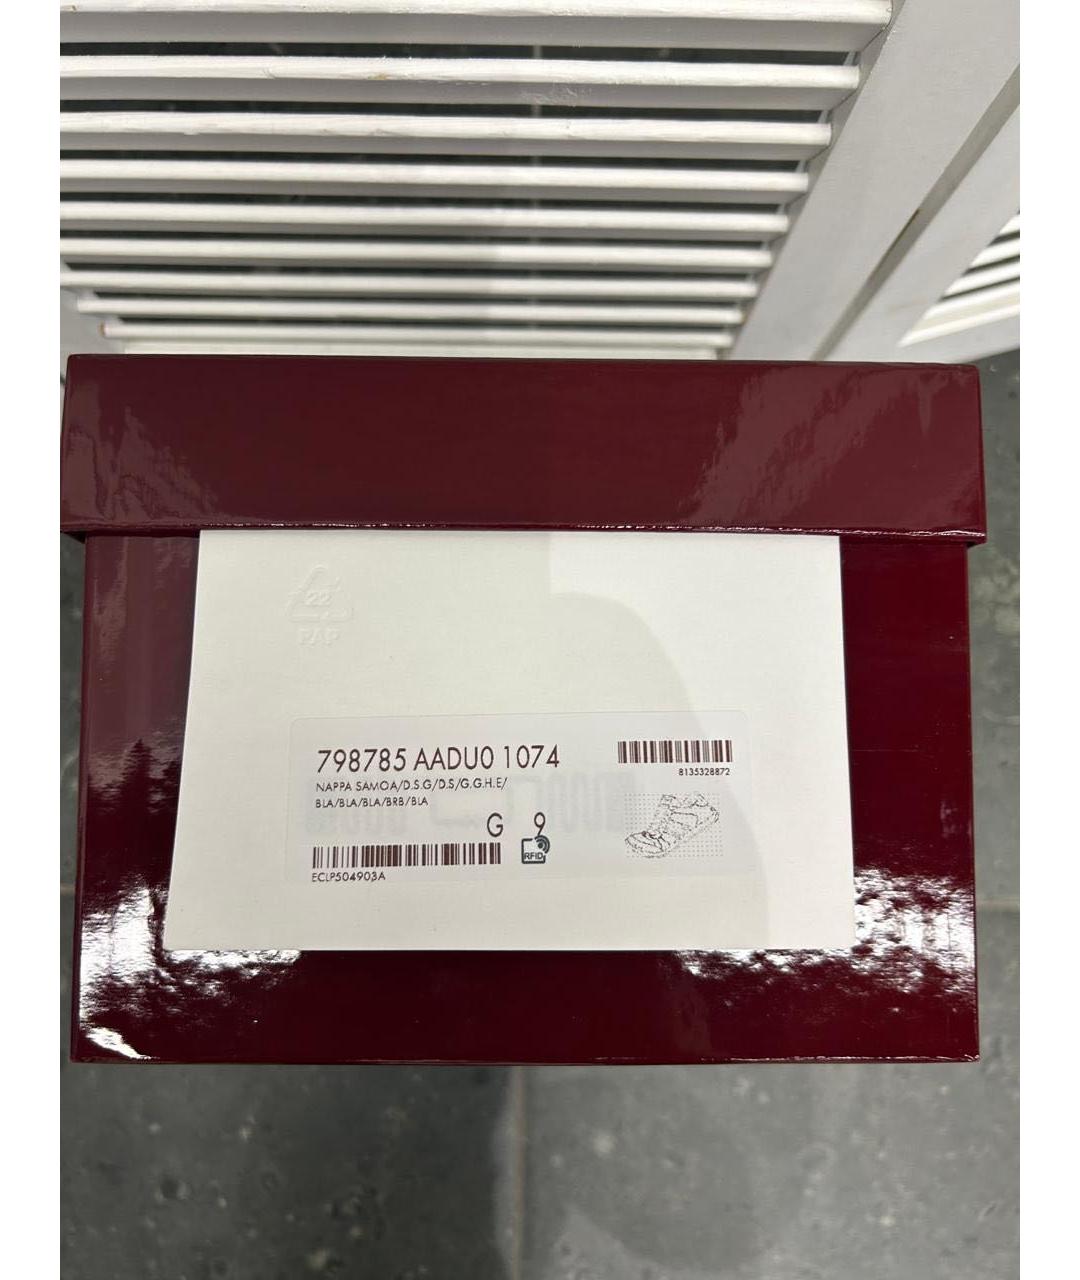 22
PAP
798785 AADU0 1074
8135328872
NAPPA SAMOA/D.S.G/D.S/G.G.H.E/
BLA/BLA/BLA/BRB/BLA
G 9
RFID
ECLP504903A